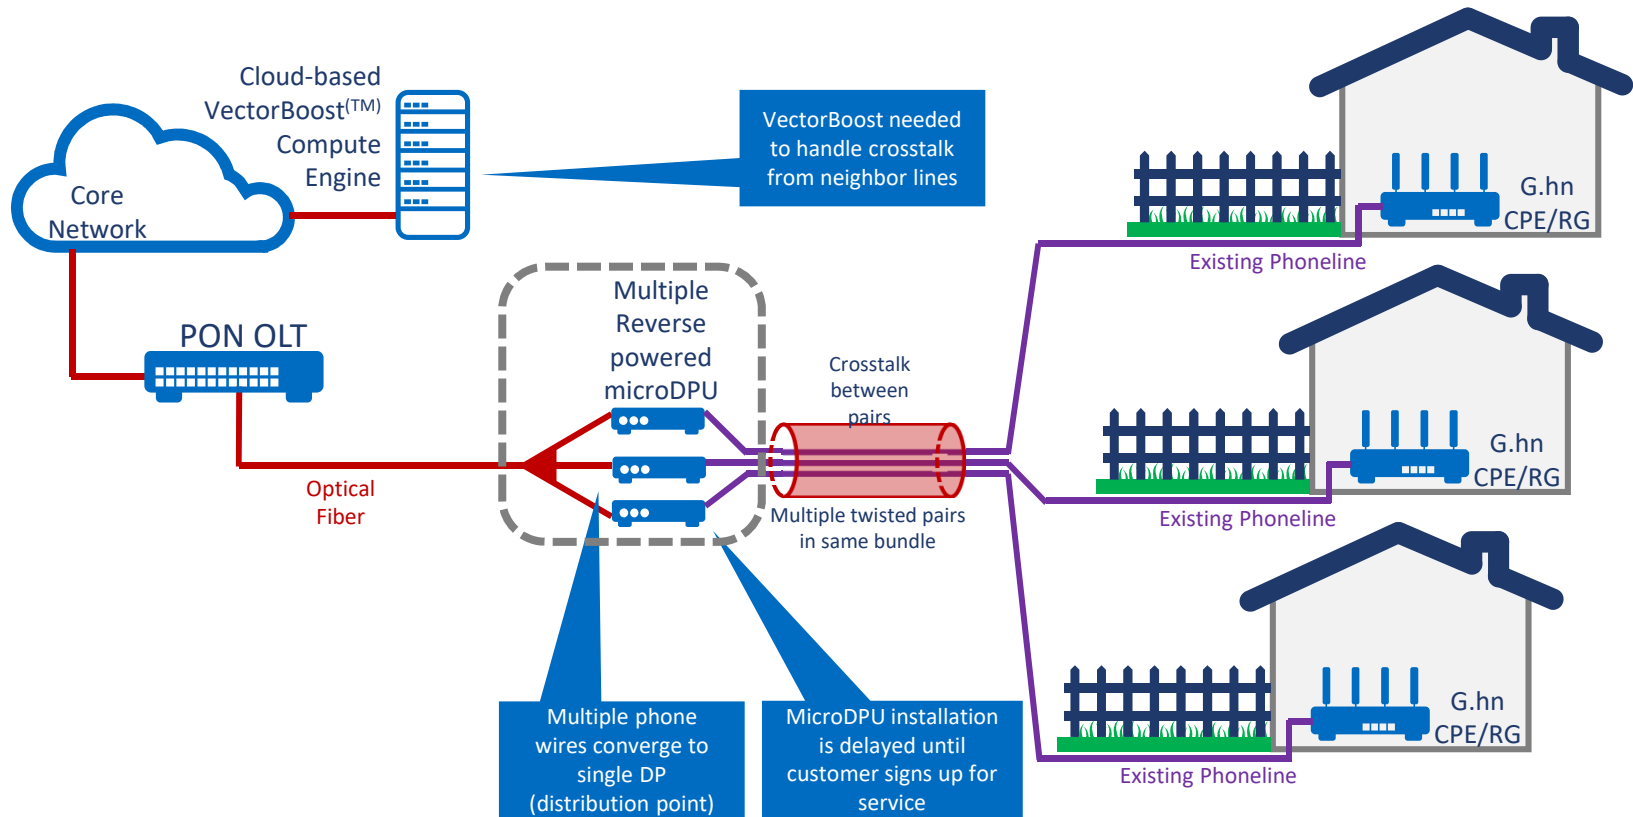 Cloud-based
VectorBoost(TM)
Compute
Engine
Core
Network
VectorBoost needed
to handle crosstalk
from neighbor lines
G.hn
CPE/RG
Existing Phoneline
PON OLT
Multiple
Reverse
powered
microDPU
Crosstalk
between
pairs
G.hn
CPE/RG
Existing Phoneline
Optical
Fiber
Multiple twisted pairs
in same bundle
Multiple phone
wires converge to
single DP
(distribution point)
MicroDPU installation
is delayed until
customer signs up for
service
G.hn
CPE/RG
Existing Phoneline